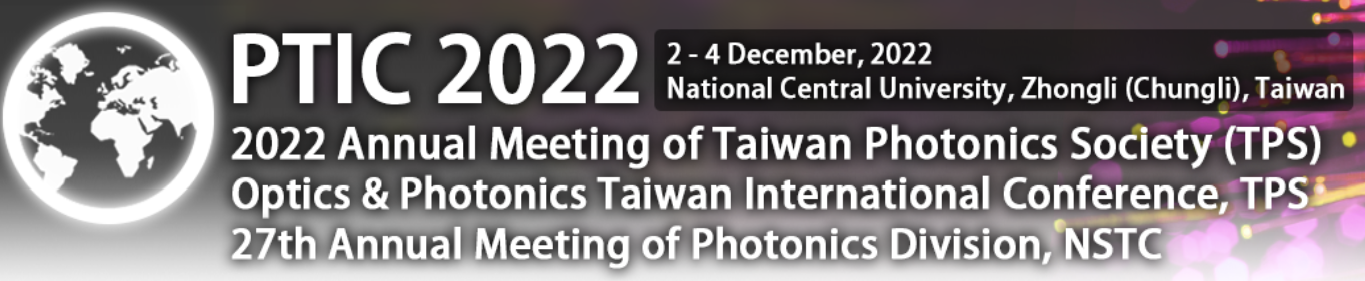 PTIC 2022
2 - 4 December, 2022
National Central University, Zhongli (Chungli), Taiwan
2022 Annual Meeting of Taiwan Photonics Society (TPS)
Optics & Photonics Taiwan International Conference, TPS
27th Annual Meeting of Photonics Division, NSTC